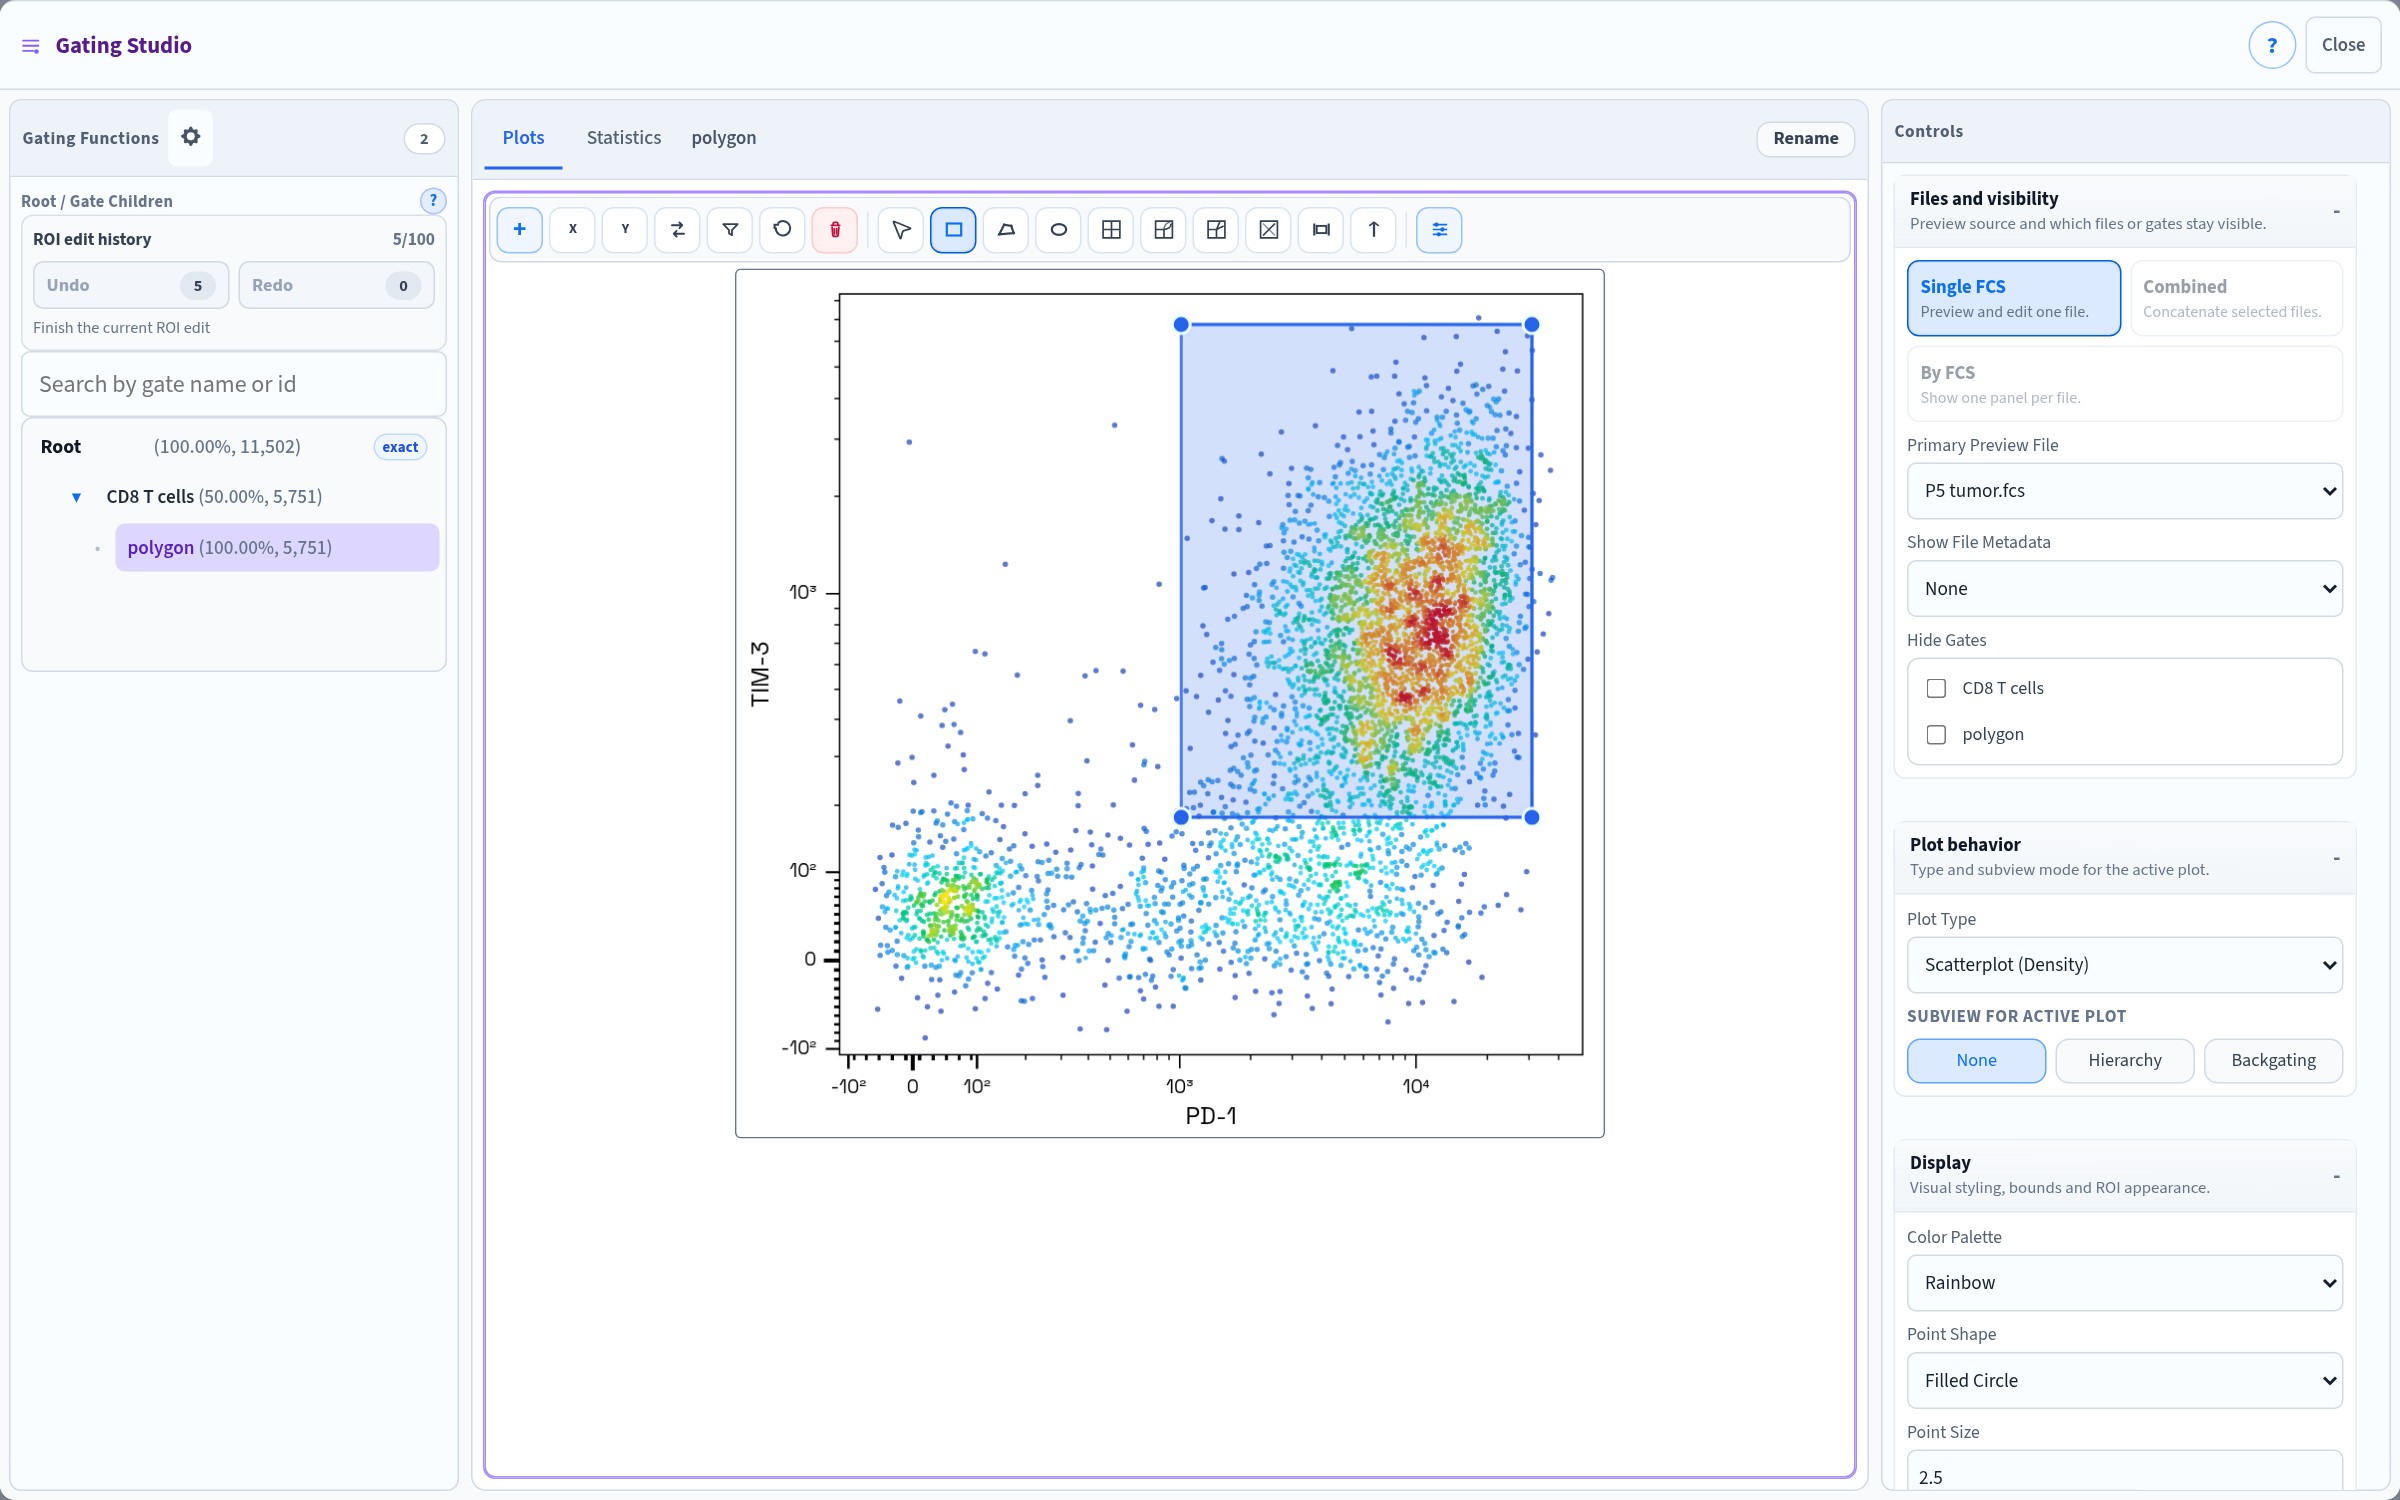 Gating Studio
?
Close
Gating Functions
2
Root / Gate Children
?
ROI edit history
5/100
Undo
5
Redo
0
Finish the current ROI edit
Search by gate name or id
Root
(100.00%, 11,502)
exact
CD8 T cells (50.00%, 5,751)
polygon (100.00%, 5,751)
Plots
Statistics
polygon
Rename
+
X
Y
TIM-3
10³
10²
0
-10²
-10²
0
10²
10³
10⁴
PD-1
Controls
Files and visibility
Preview source and which files or gates stay visible.
-
Single FCS
Preview and edit one file.
Combined
Concatenate selected files.
By FCS
Show one panel per file.
Primary Preview File
P5 tumor.fcs
Show File Metadata
None
Hide Gates
CD8 T cells
polygon
Plot behavior
Type and subview mode for the active plot.
-
Plot Type
Scatterplot (Density)
SUBVIEW FOR ACTIVE PLOT
None
Hierarchy
Backgating
Display
Visual styling, bounds and ROI appearance.
-
Color Palette
Rainbow
Point Shape
Filled Circle
Point Size
2.5